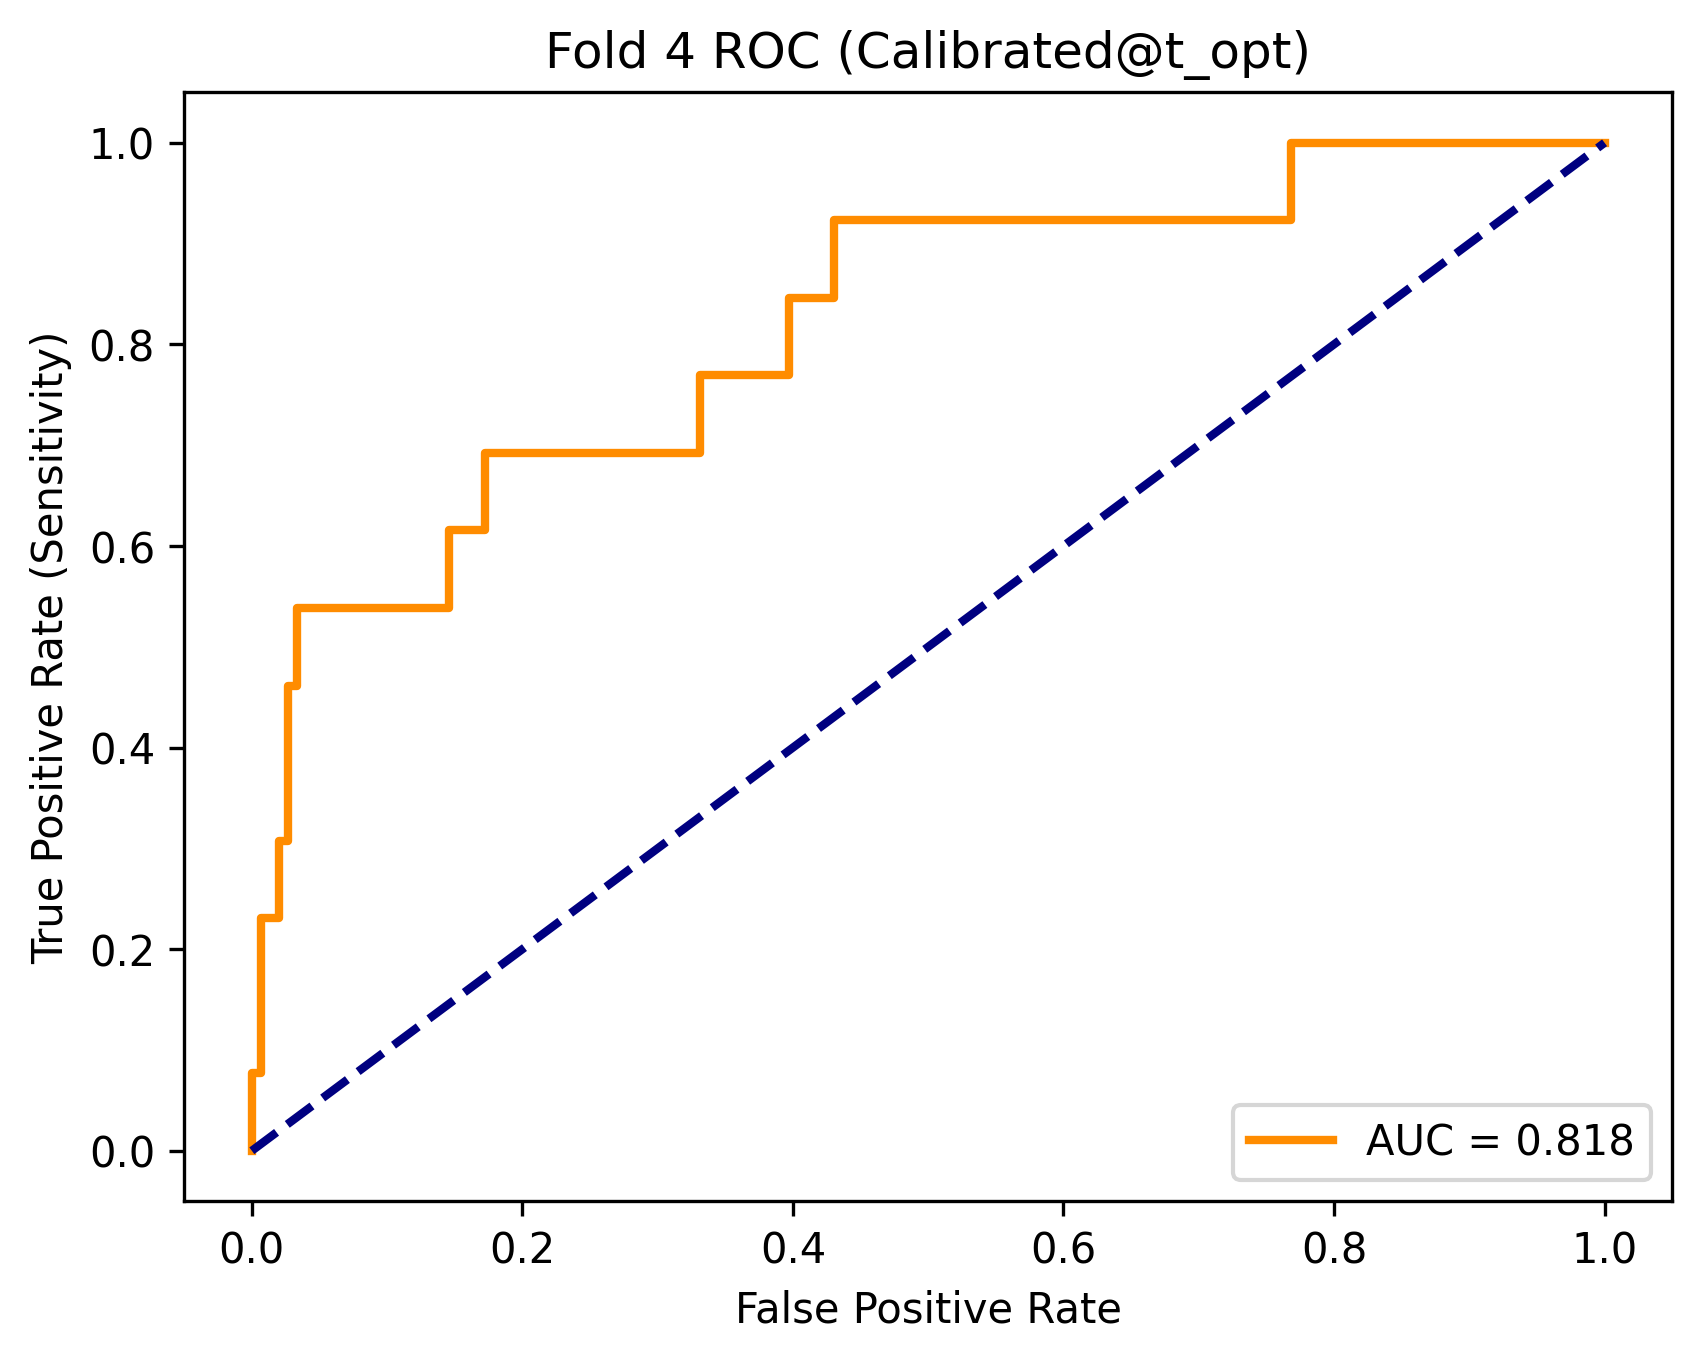 Fold 4 ROC (Calibrated@t_opt)
True Positive Rate (Sensitivity)
1.0
0.8
0.6
0.4
0.2
0.0
AUC = 0.818
0.0 0.2 0.4 0.6 0.8 1.0
False Positive Rate